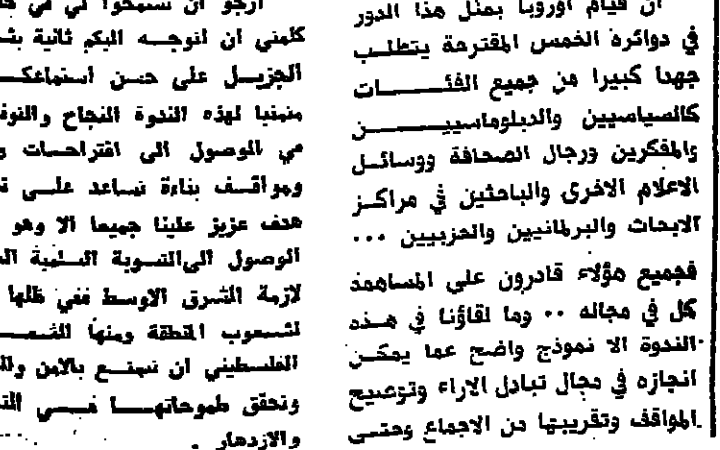 ان قيام اوروبا بمثل هذا الدور
في دوائره الخمس المقترحة يتطلب
جهدا كبيرا من جميع الفئات
كالسياسيين والدبلوماسيين
والمفكرين ورجال الصحافة ووسائل
الاعلام الاخرى والباحثين في مراكز
الابحاث والبرلمانيين والحزبيين ...
فجميع هؤلاء قادرون على المساهمة
كل في مجاله .. وما لقاؤنا في هذه
الندوة الا نموذج واضح عما يمكن
انجازه في مجال تبادل الاراء وتوضيح
المواقف وتقريبها من الاجماع وحتى
ارجو ان تسمحوا لي في
كلمتي ان اتوجه اليكم ثانية
الجزيل على حسن استماعكم
متمنيا لهذه الندوة النجاح
في الوصول الى اقتراحات
ومواقف بناءة تساعد على
هدف عزيز علينا جميعا الا وهو
الوصول الى التسوية السلمية
لازمة الشرق الاوسط ففي ظلها
لشعوب المنطقة ومنها الشعب
الفلسطيني ان تتمتع بالامن
وتحقق طموحاتها في
والازدهار .